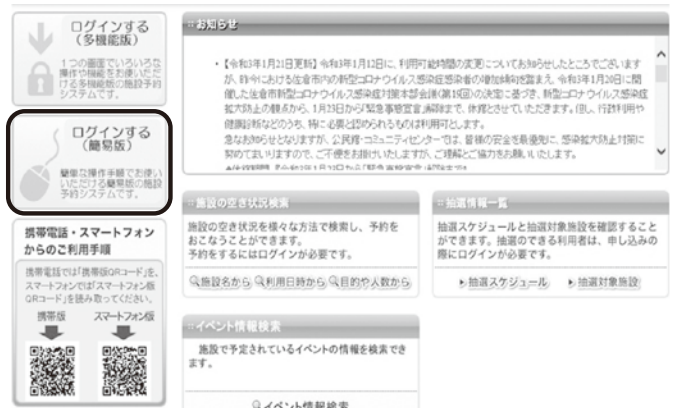 ログインする
(多機能版)
1つの画面でいろいろな
操作や機能をお使いただ
ける多機能版の施設予約
システムです。
ログインする
(簡易版)
簡単な操作手順でお使い
いただける簡易版の施設
予約システムです。
携帯電話・スマートフォン
からのご利用手順
携帯電話では「携帯版QRコード」を、
スマートフォンでは「スマートフォン版
QRコード」を読み取ってください。
携帯版 スマートフォン版
お知らせ
・【令和3年1月21日更新】令和3年1月12日に、利用可能時間の変更についてお知らせしたところでございます
が、昨今における佐倉市内の新型コロナウイルス感染症感染者の増加傾向を踏まえ、令和3年1月20日に開
催した佐倉市新型コロナウイルス感染症対策本部会議(第19回)の決定に基づき、新型コロナウイルス感染症
拡大防止の観点から、1月23日から「緊急事態宣言」解除まで、休館とさせていただきます。(但し、行政利用や
健康診断などのうち、特に必要と認められるものは利用可とします。
急なお知らせとなりますが、公民館・コミュニティセンターでは、皆様の安全を最優先に、感染拡大防止対策に
努めてまいりますので、ご不便をお掛けいたしますが、ご理解とご協力をお願いいたします。
施設の空き状況検索
施設の空き状況を様々な方法で検索し、予約を
おこなうことができます。
予約をするにはログインが必要です。
施設名から 利用日時から 目的や人数から
抽選情報一覧
抽選スケジュールと抽選対象施設を確認すること
ができます。抽選のできる利用者は、申し込みの
際にログインが必要です。
抽選スケジュール 抽選対象施設
イベント情報検索
施設で予定されているイベントの情報を検索でき
ます。
イベント情報検索